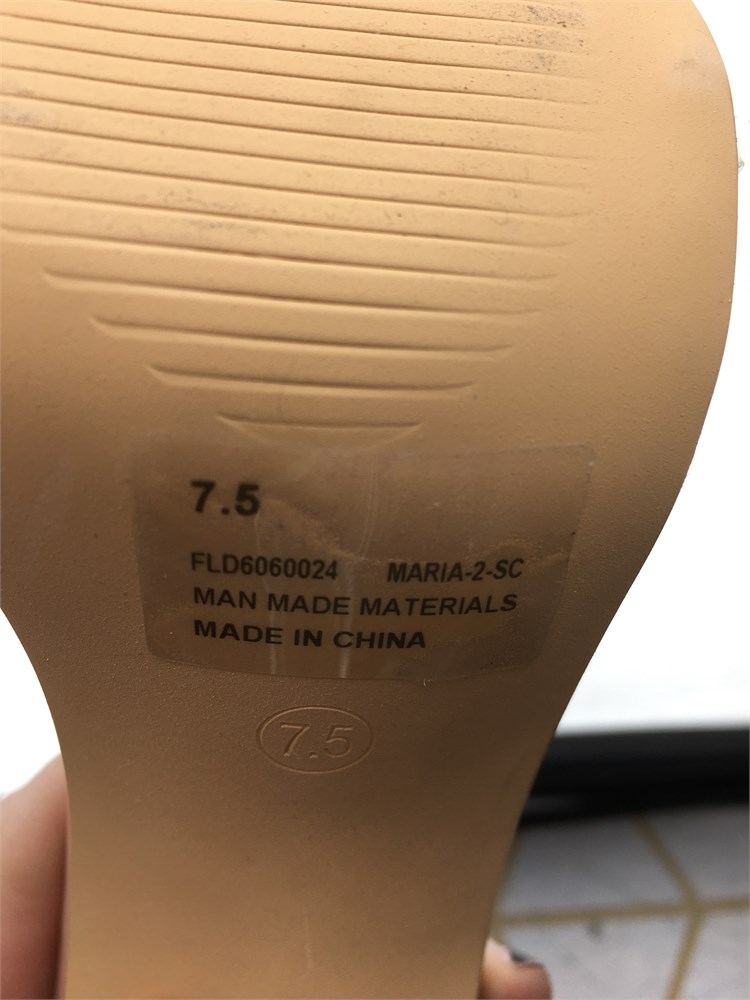 7.5
FLD6060024 MARIA-2-SC
MAN MADE MATERIALS
MADE IN CHINA
7.5